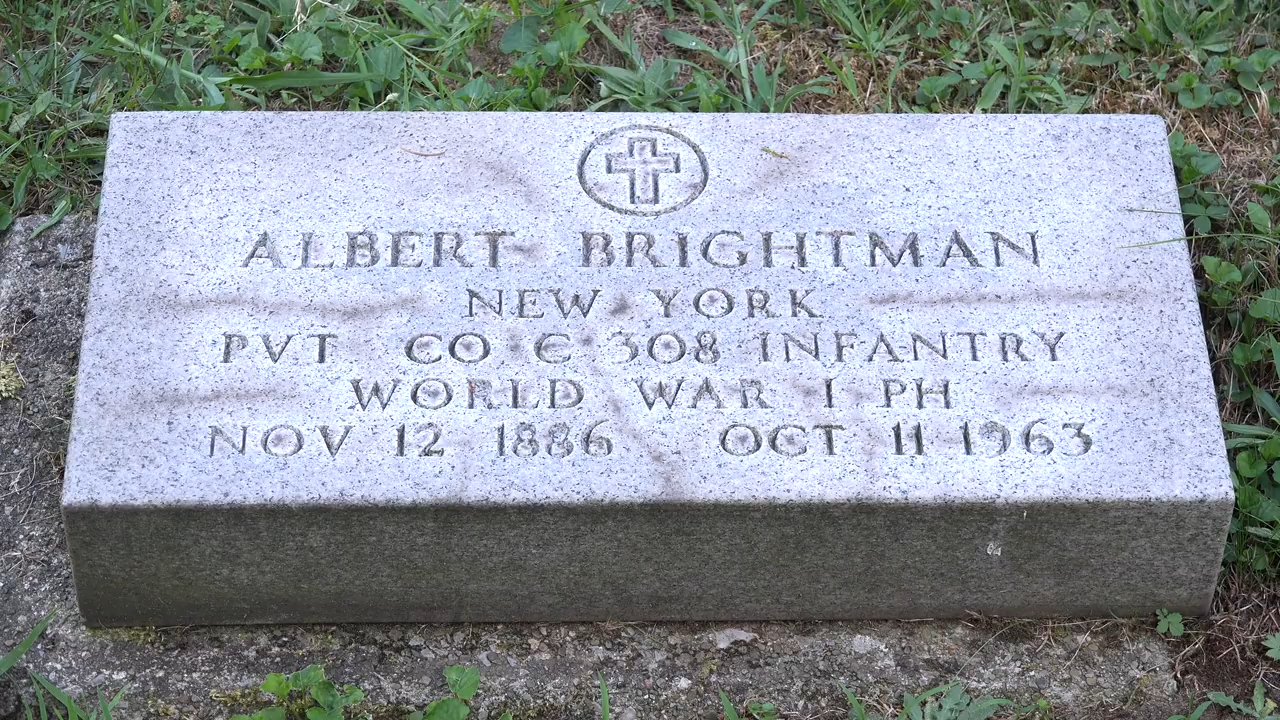 ALBERT BRIGHTMAN
NEW YORK
PVT CO C 308 INFANTRY
WORLD WAR I PH
NOV 12 1886 OCT 11 1963